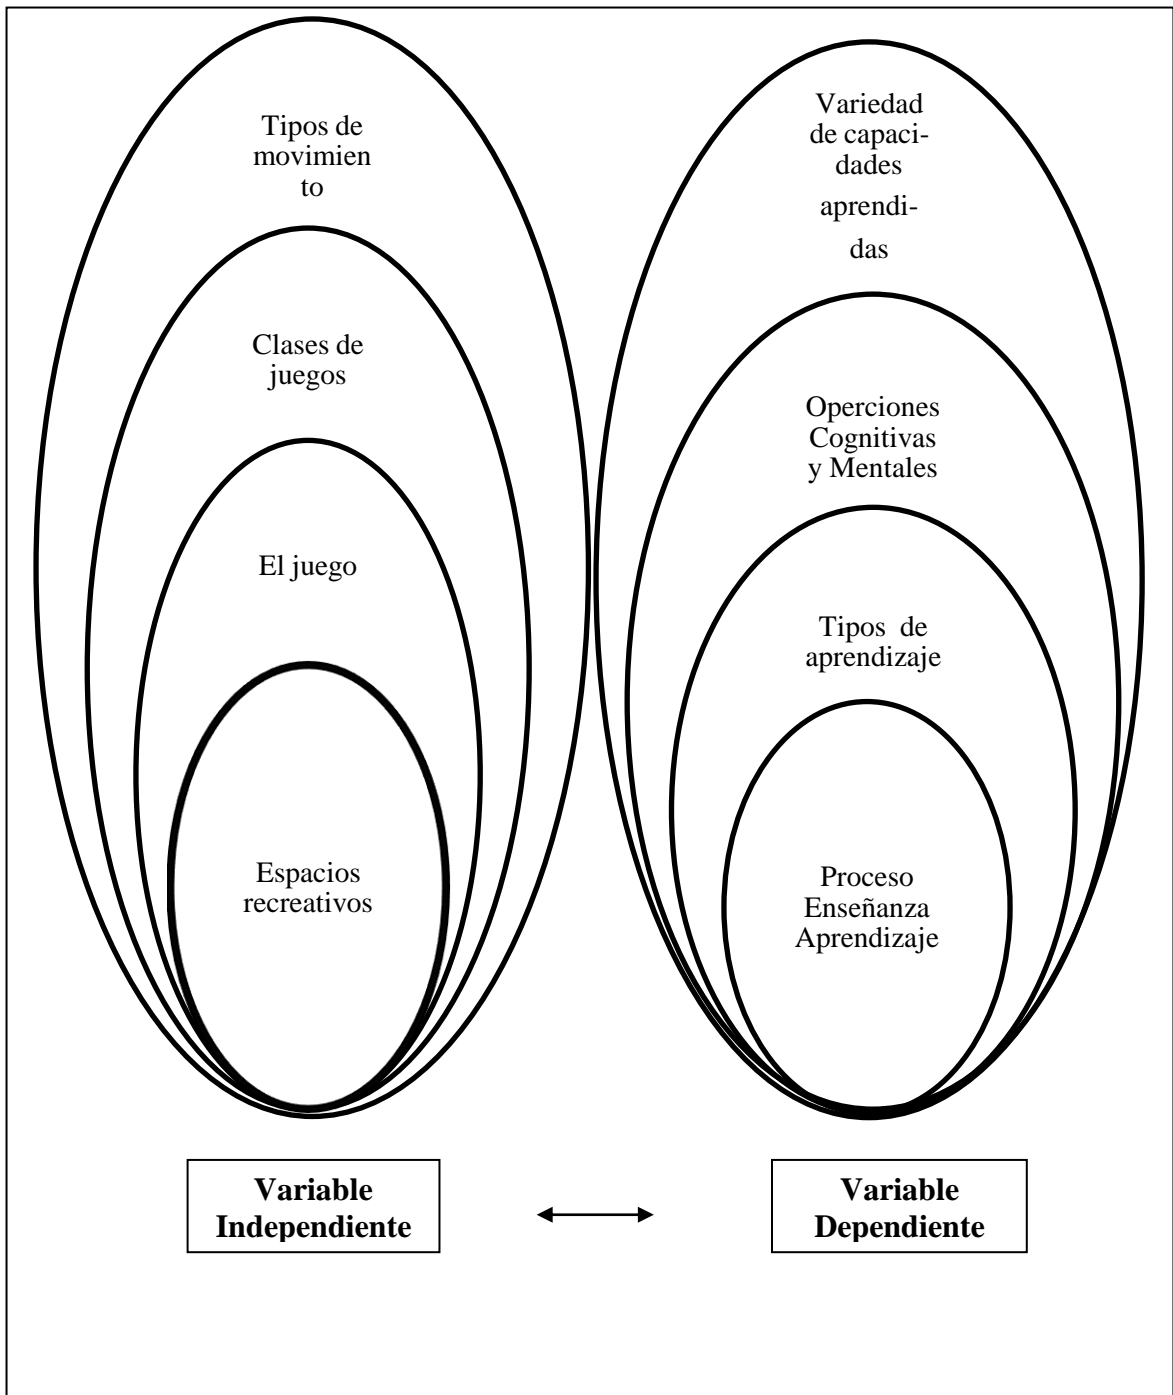 Tipos de
movimien
to
Clases de
juegos
El juego
Espacios
recreativos
Variedad
de capaci-
dades
aprendi-
das
Operciones
Cognitivas
y Mentales
Tipos de
aprendizaje
Proceso
Enseñanza
Aprendizaje
Variable
Independiente
Variable
Dependiente